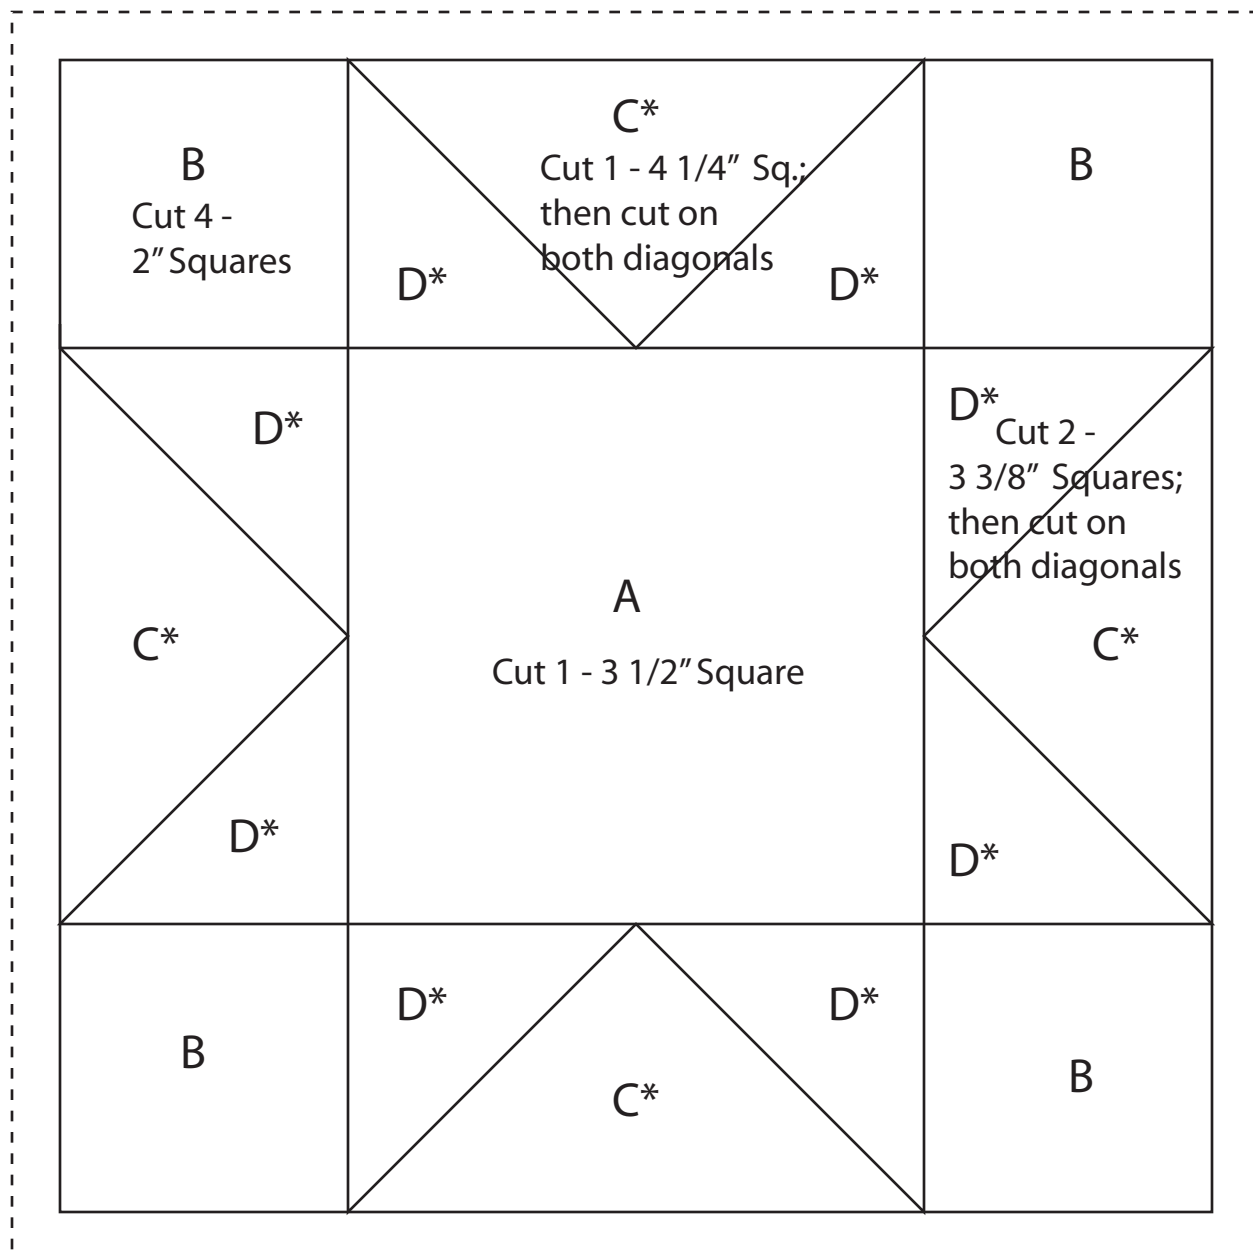 C*
Cut 1 - 4 1/4” Sq.;
then cut on
both diagonals
B
Cut 4 -
2” Squares
B
D*
D*
D*
D*
Cut 2 -
3 3/8” Squares;
then cut on
both diagonals
A
Cut 1 - 3 1/2” Square
C*
C*
D*
D*
D*
D*
B
C*
B